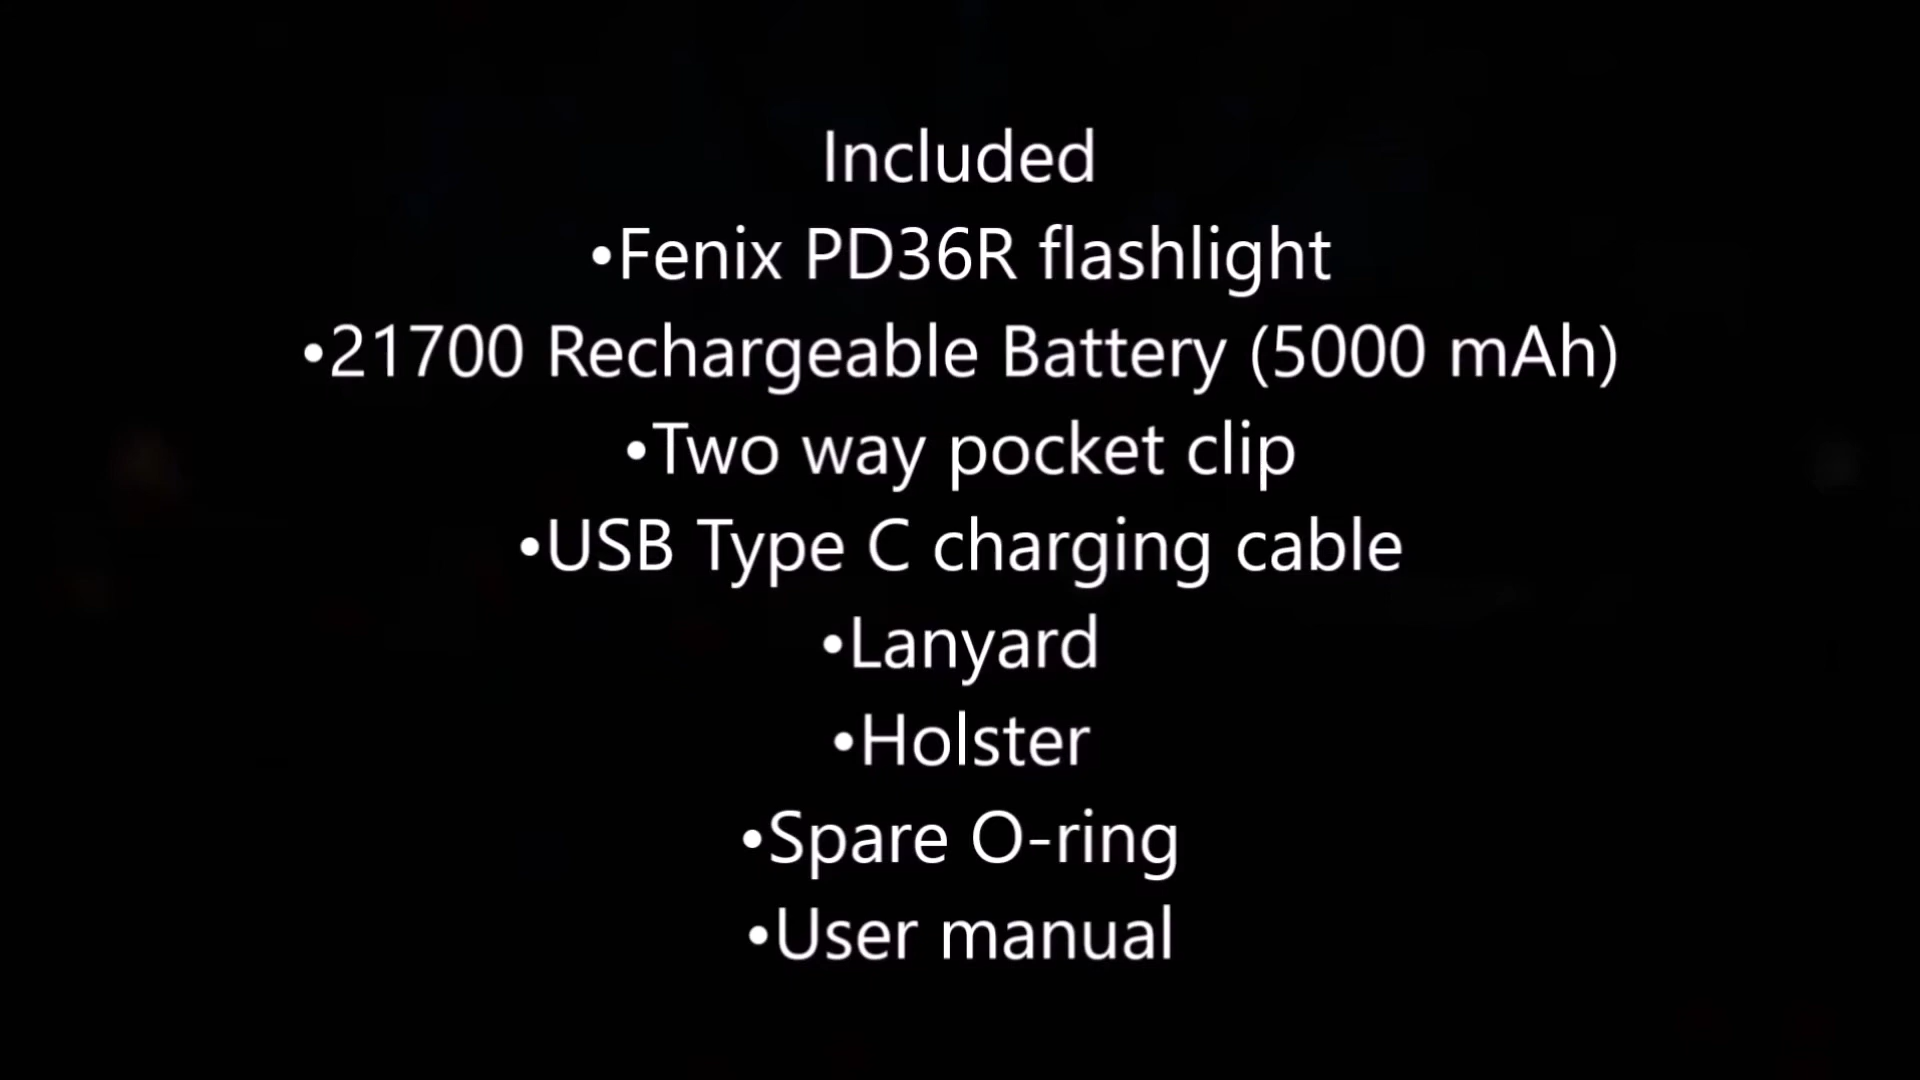 Included
•Fenix PD36R flashlight
•21700 Rechargeable Battery (5000 mAh)
•Two way pocket clip
•USB Type C charging cable
•Lanyard
•Holster
•Spare O-ring
•User manual